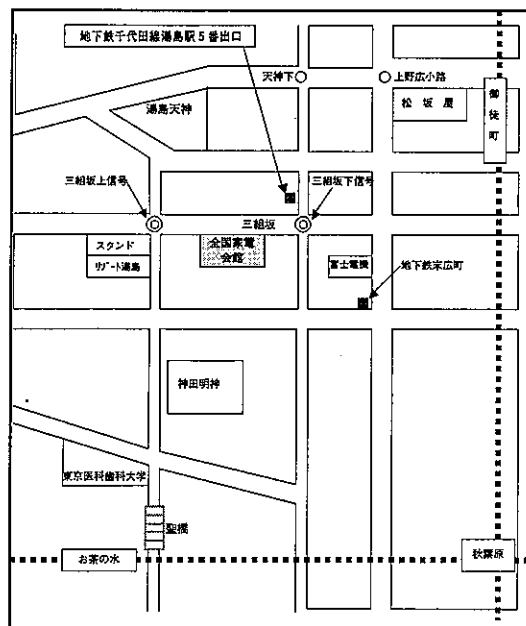 地下鉄千代田線湯島駅5番出口
天神下
上野広小路
湯島天神
松坂屋
御徒町
三組坂上信号
三組坂下信号
三組坂
スタンド
リブート湯島
全国家電
会館
富士電機
地下鉄末広町
神田明神
東京医科歯科大学
聖橋
お茶の水
秋葉原